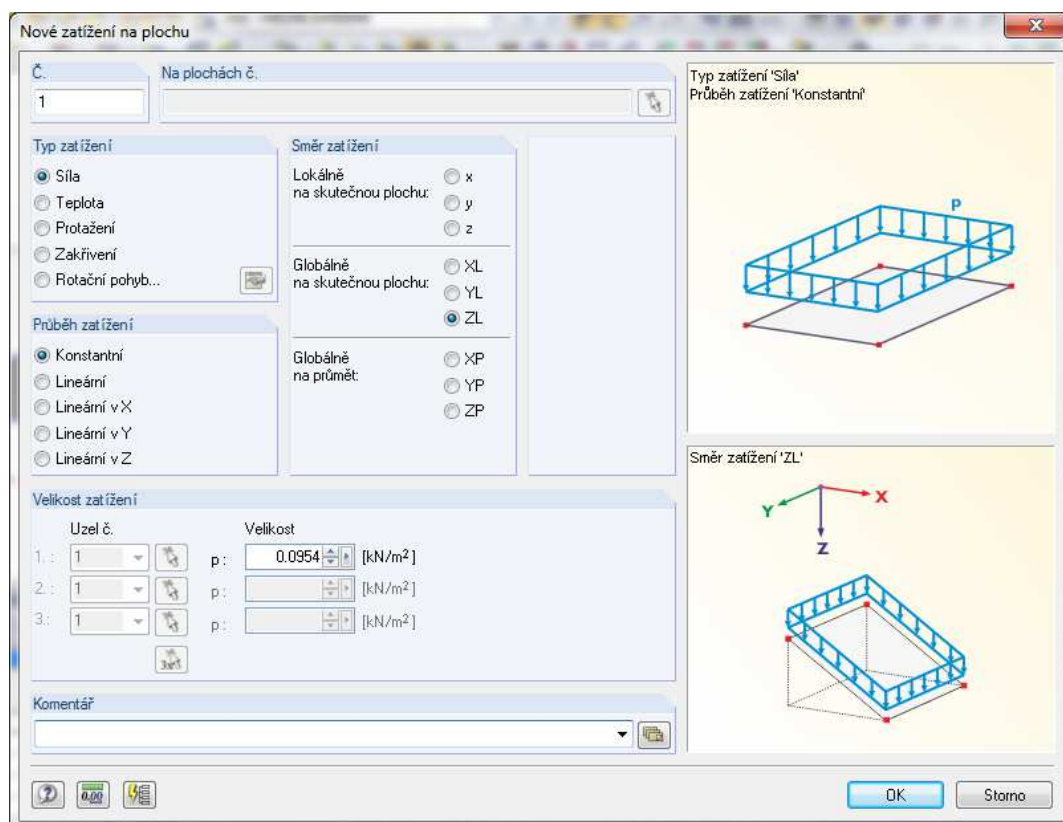 Nové zatížení na plochu
Č.
Na plochách č.
1
Typ zatížení
Síla
Teplota
Protažení
Zakřivení
Rotační pohyb...
Směr zatížení
Lokálně
na skutečnou plochu:
x
y
z
Globálně
na skutečnou plochu:
XL
YL
ZL
Globálně
na průmět:
XP
YP
ZP
Průběh zatížení
Konstantní
Lineární
Lineární v X
Lineární v Y
Lineární v Z
Velikost zatížení
Uzel č.
Velikost
1. : 1 p : 0.0954 [kN/m²]
2. : 1 p : [kN/m²]
3. : 1 p : [kN/m²]
3x
Komentář
Typ zatížení 'Síla'
Průběh zatížení 'Konstantní'
p
Směr zatížení 'ZL'
Y
X
Z
0.00
OK
Storno